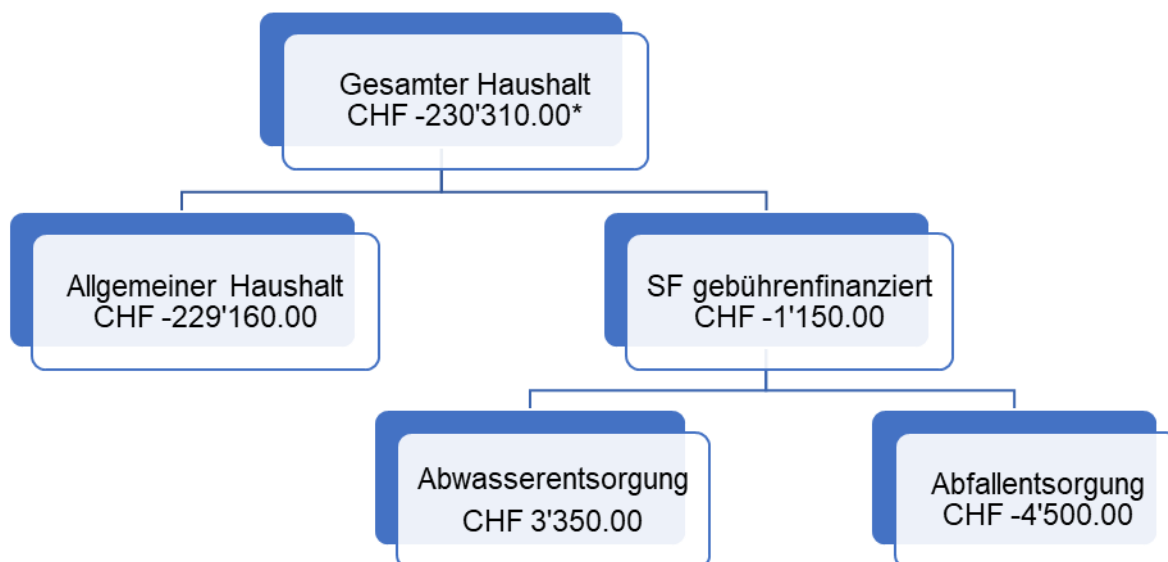 Gesamter Haushalt
CHF -230'310.00*
Allgemeiner Haushalt
CHF -229'160.00
SF gebührenfinanziert
CHF -1'150.00
Abwasserentsorgung
CHF 3'350.00
Abfallentsorgung
CHF -4'500.00